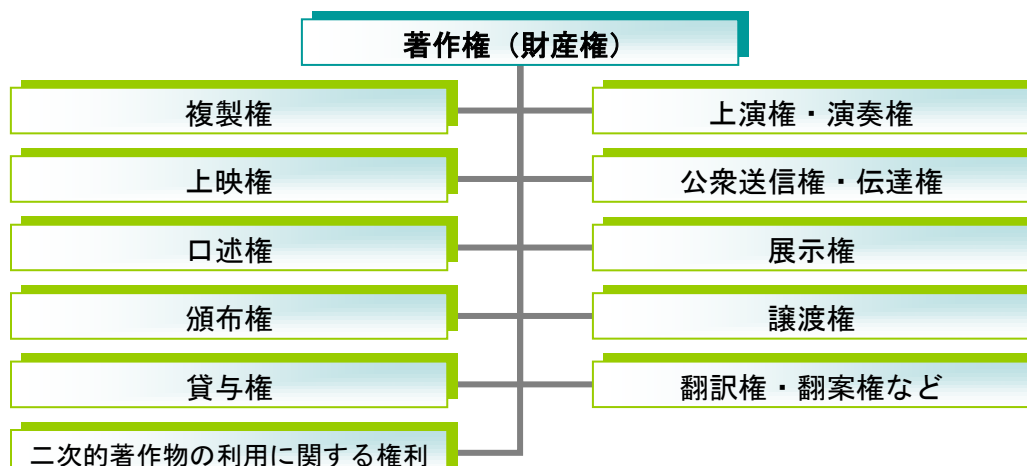 著作権（財産権）
複製権
上演権・演奏権
上映権
公衆送信権・伝達権
口述権
展示権
頒布権
譲渡権
貸与権
翻訳権・翻案権など
二次的著作物の利用に関する権利